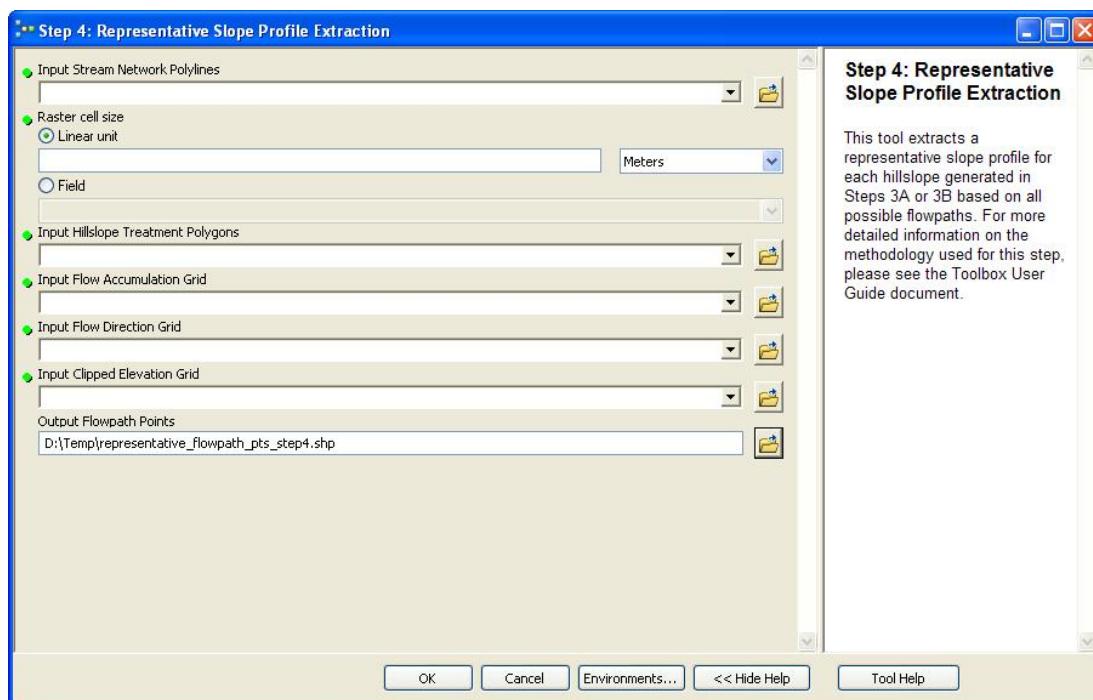 Step 4: Representative Slope Profile Extraction
Input Stream Network Polylines
Raster cell size
Linear unit
Meters
Field
Input Hillslope Treatment Polygons
Input Flow Accumulation Grid
Input Flow Direction Grid
Input Clipped Elevation Grid
Output Flowpath Points
D:\Temp\representative_flowpath_pts_step4.shp
Step 4: Representative
Slope Profile Extraction
This tool extracts a
representative slope profile for
each hillslope generated in
Steps 3A or 3B based on all
possible flowpaths. For more
detailed information on the
methodology used for this step,
please see the Toolbox User
Guide document.
OK
Cancel
Environments...
<< Hide Help
Tool Help